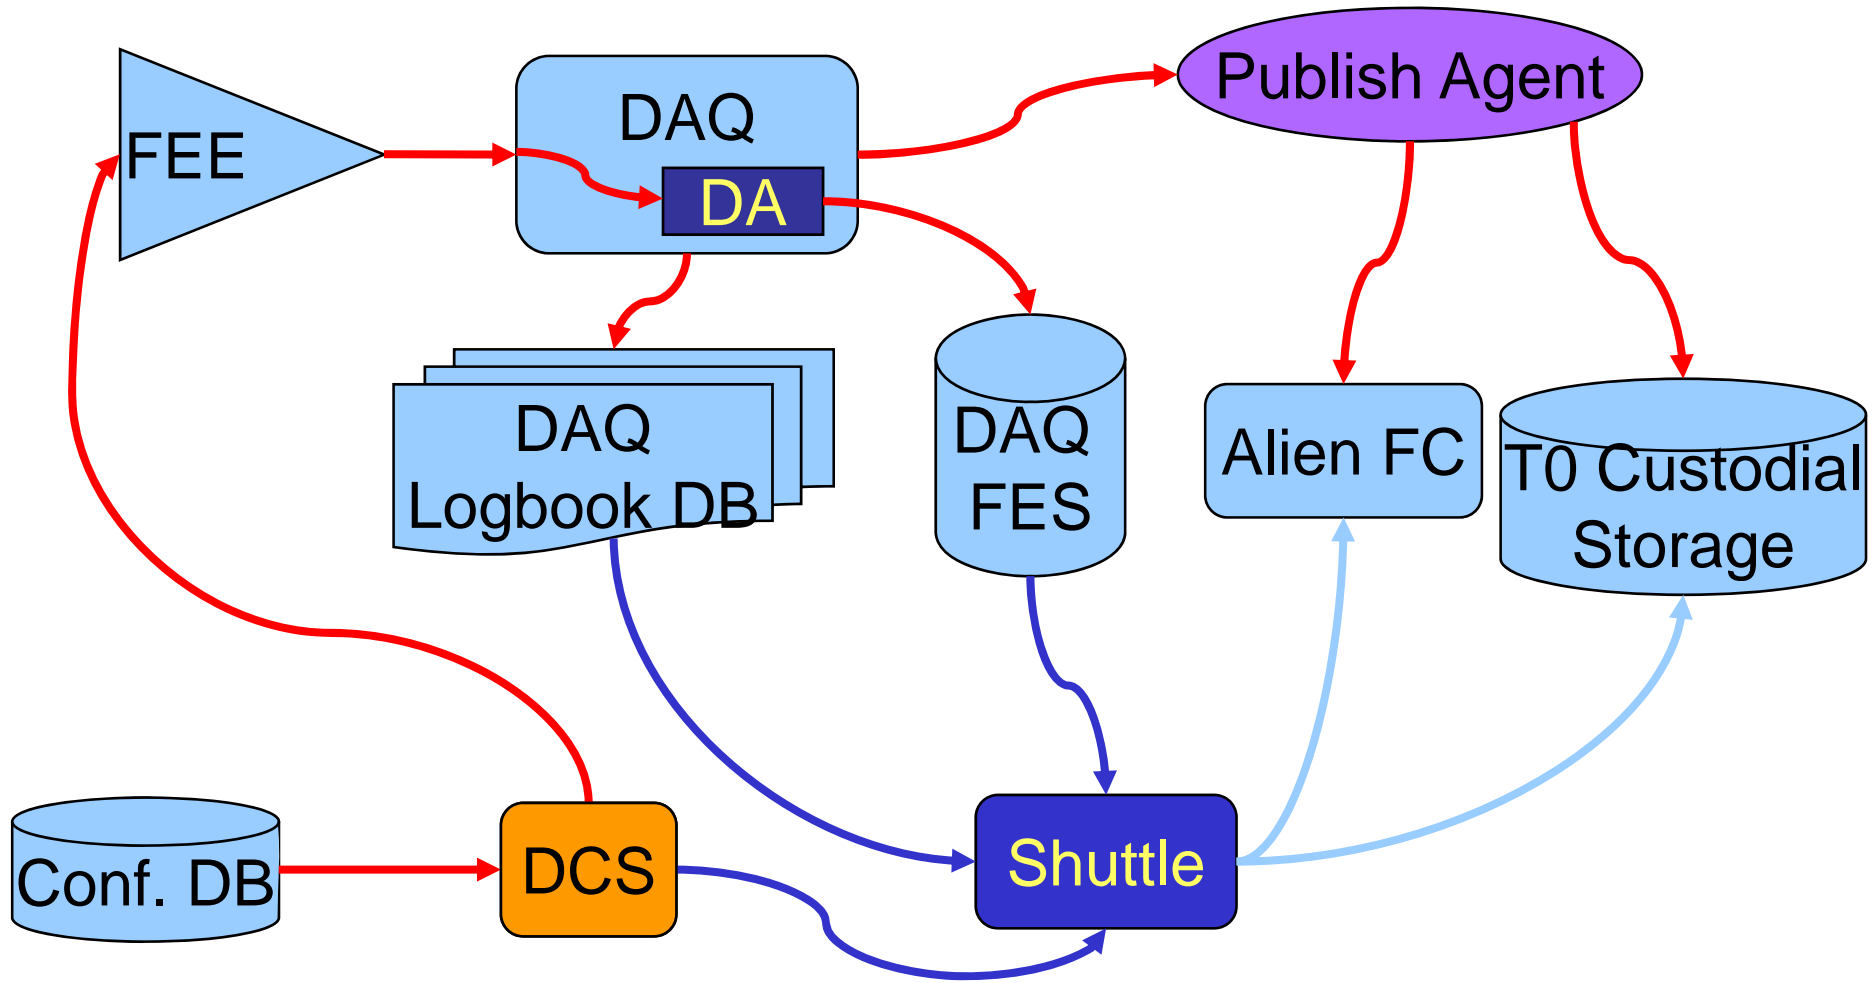 Publish Agent
DAQ
FEE
DA
DAQ
Logbook DB
DAQ
FES
Alien FC
T0 Custodial
Storage
Conf. DB
DCS
Shuttle